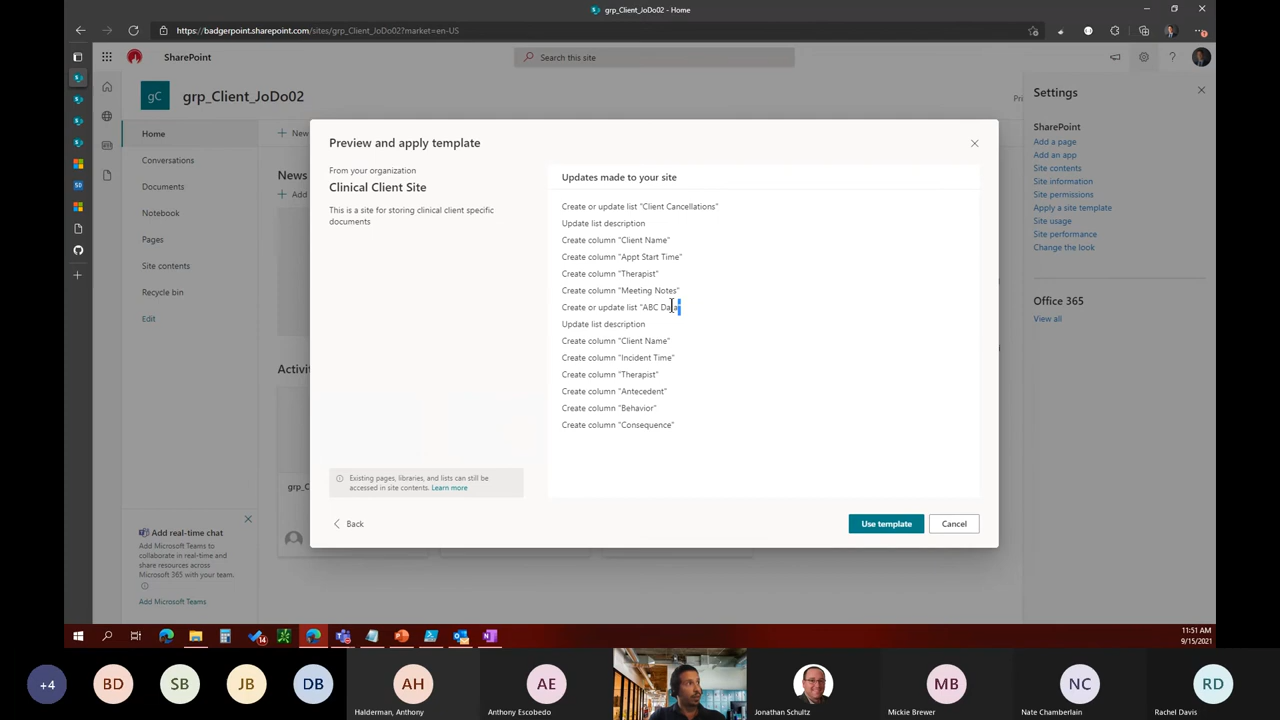 grp_Client_JoDo02 - Home
https://badgerpoint.sharepoint.com/sites/grp_Client_JoDo02?market=en-US
SharePoint
Search this site
gC
grp_Client_JoDo02
Home
Conversations
Documents
Notebook
Pages
Site contents
Recycle bin
Edit
New
News
Add
Activi
grp_C
Add real-time chat
Add Microsoft Teams to
collaborate in real-time and
share resources across
Microsoft 365 with your team.
Add Microsoft Teams
Preview and apply template
From your organization
Clinical Client Site
This is a site for storing clinical client specific
documents
Existing pages, libraries, and lists can still be
accessed in site contents. Learn more
Back
Updates made to your site
Create or update list "Client Cancellations"
Update list description
Create column "Client Name"
Create column "Appt Start Time"
Create column "Therapist"
Create column "Meeting Notes"
Create or update list "ABC Data"
Update list description
Create column "Client Name"
Create column "Incident Time"
Create column "Therapist"
Create column "Antecedent"
Create column "Behavior"
Create column "Consequence"
Use template
Cancel
Pri
Settings
SharePoint
Add a page
Add an app
Site contents
Site information
Site permissions
Apply a site template
Site usage
Site performance
Change the look
Office 365
View all
14
11:51 AM
9/15/2021
+4
BD
SB
JB
DB
AH
Halderman, Anthony
AE
Anthony Escobedo
Jonathan Schultz
MB
Mickie Brewer
NC
Nate Chamberlain
RD
Rachel Davis